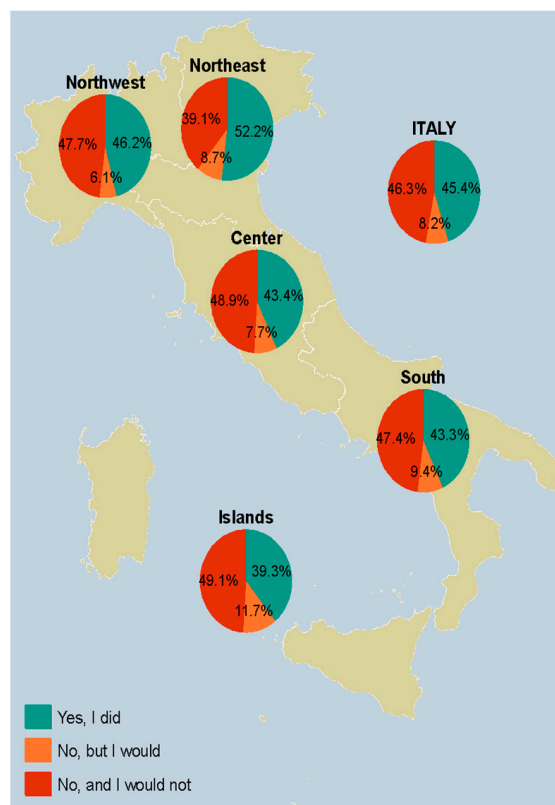 Northeast
39.1%
52.2%
8.7%
Northwest
47.7%
46.2%
6.1%
ITALY
46.3%
45.4%
8.2%
Center
48.9%
43.4%
7.7%
South
47.4%
43.3%
9.4%
Islands
49.1%
39.3%
11.7%
Yes, I did
No, but I would
No, and I would not